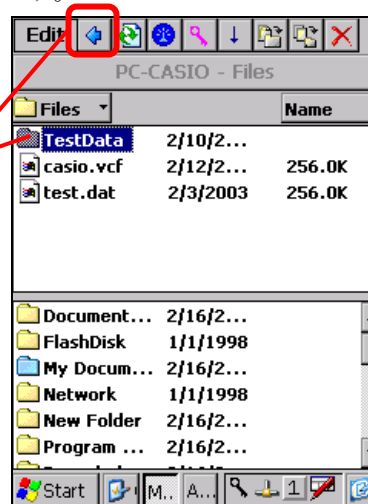 Edit
PC-CASIO - Files
Files Name
TestData 2/10/2...
casio.vcf 2/12/2... 256.0K
test.dat 2/3/2003 256.0K
Document... 2/16/2...
FlashDisk 1/1/1998
My Docum... 2/16/2...
Network 1/1/1998
New Folder 2/16/2...
Program ... 2/16/2...
Start M.. A... 1